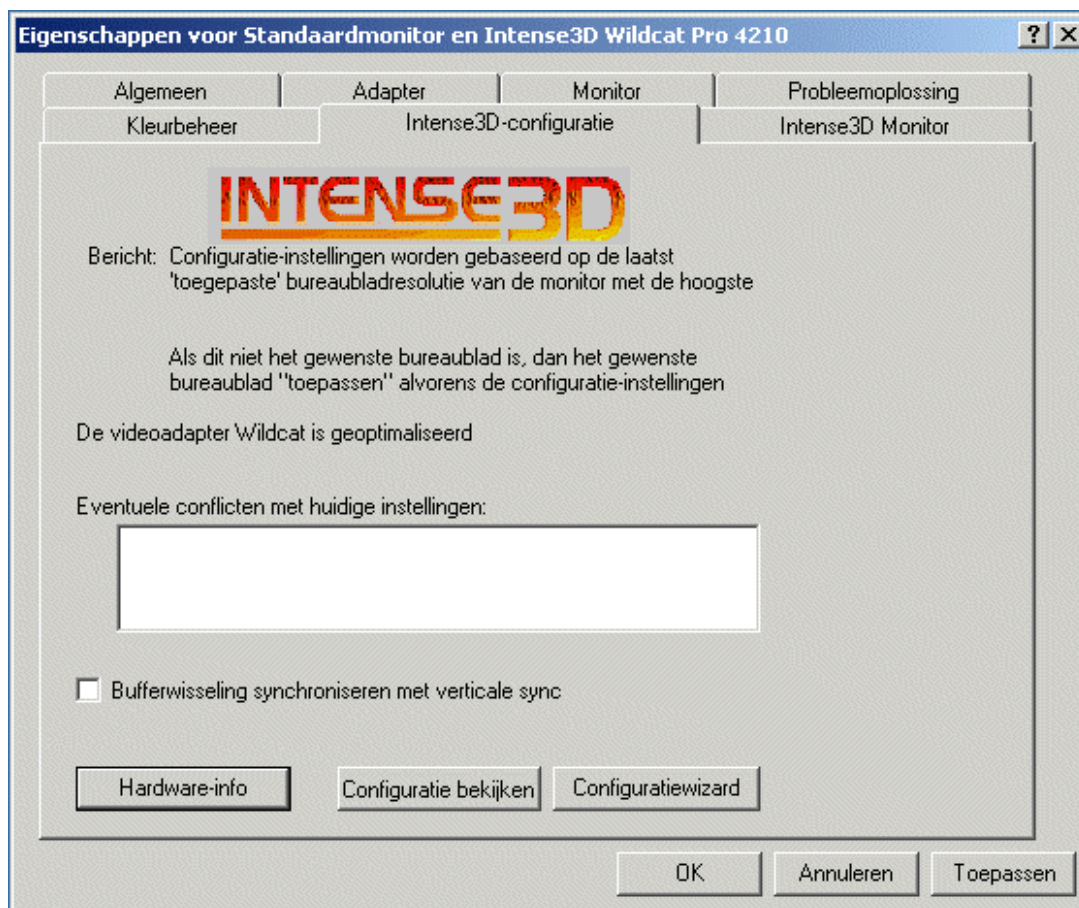 Eigenschappen voor Standaardmonitor en Intense3D Wildcat Pro 4210
Algemeen
Adapter
Monitor
Probleemoplossing
Kleurbeheer
Intense3D-configuratie
Intense3D Monitor
INTENSE3D
Bericht: Configuratie-instellingen worden gebaseerd op de laatst
'toegepaste' bureaubladresolutie van de monitor met de hoogste
Als dit niet het gewenste bureaublad is, dan het gewenste
bureaublad "toepassen" alvorens de configuratie-instellingen
De videoadapter Wildcat is geoptimaliseerd
Eventuele conflicten met huidige instellingen:
Bufferwisseling synchroniseren met verticale sync
Hardware-info
Configuratie bekijken
Configuratiewizard
OK
Annuleren
Toepassen